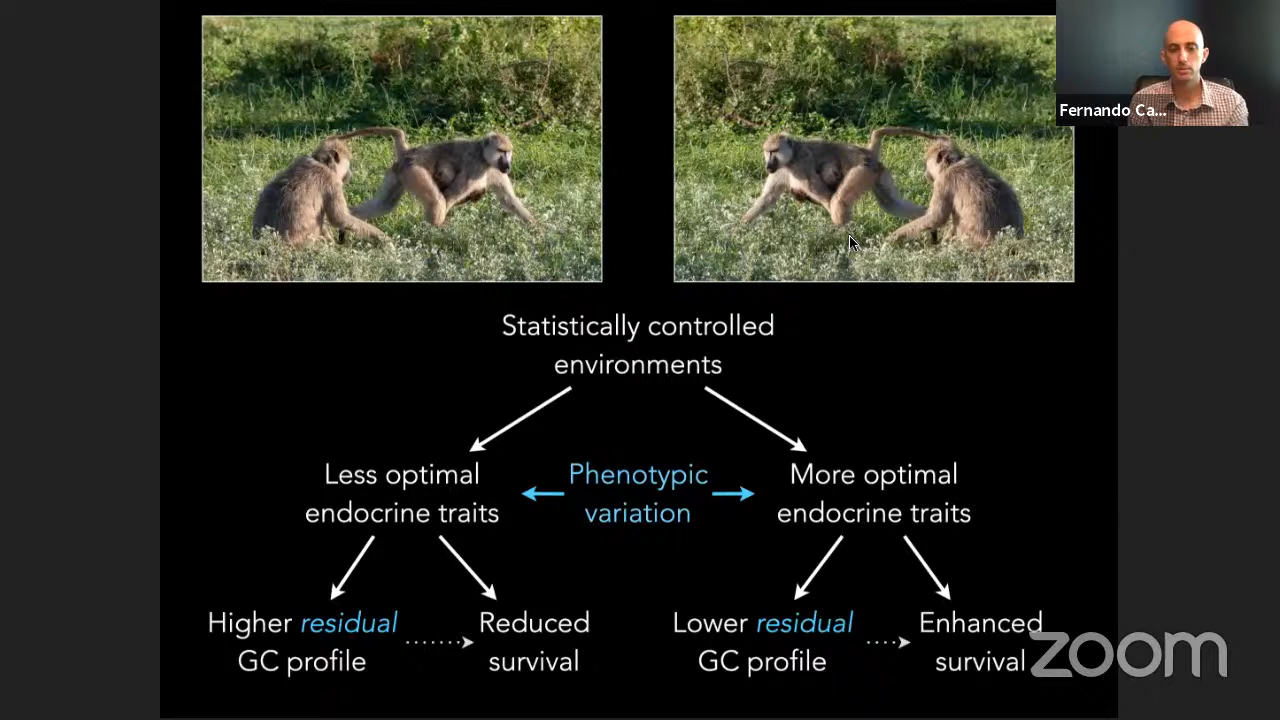 Fernando Ca...
Statistically controlled
environments
Less optimal
endocrine traits
Phenotypic
variation
More optimal
endocrine traits
Higher residual
GC profile
Reduced
survival
Lower residual
GC profile
Enhanced
survival
zoom